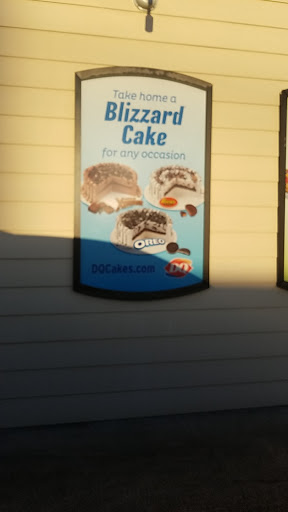 Take home a
Blizzard
Cake
for any occasion
OREO
DQCakes.com
DQ